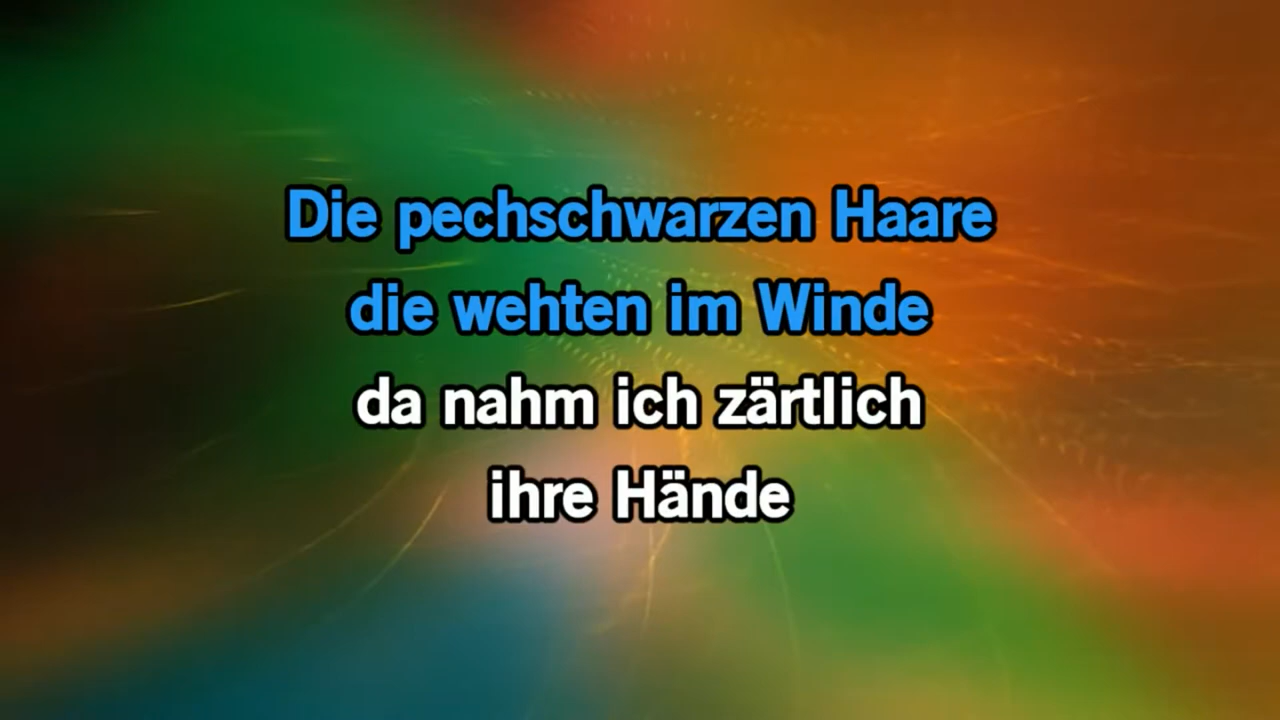 Die pechschwarzen Haare
die wehten im Winde
da nahm ich zärtlich
ihre Hände